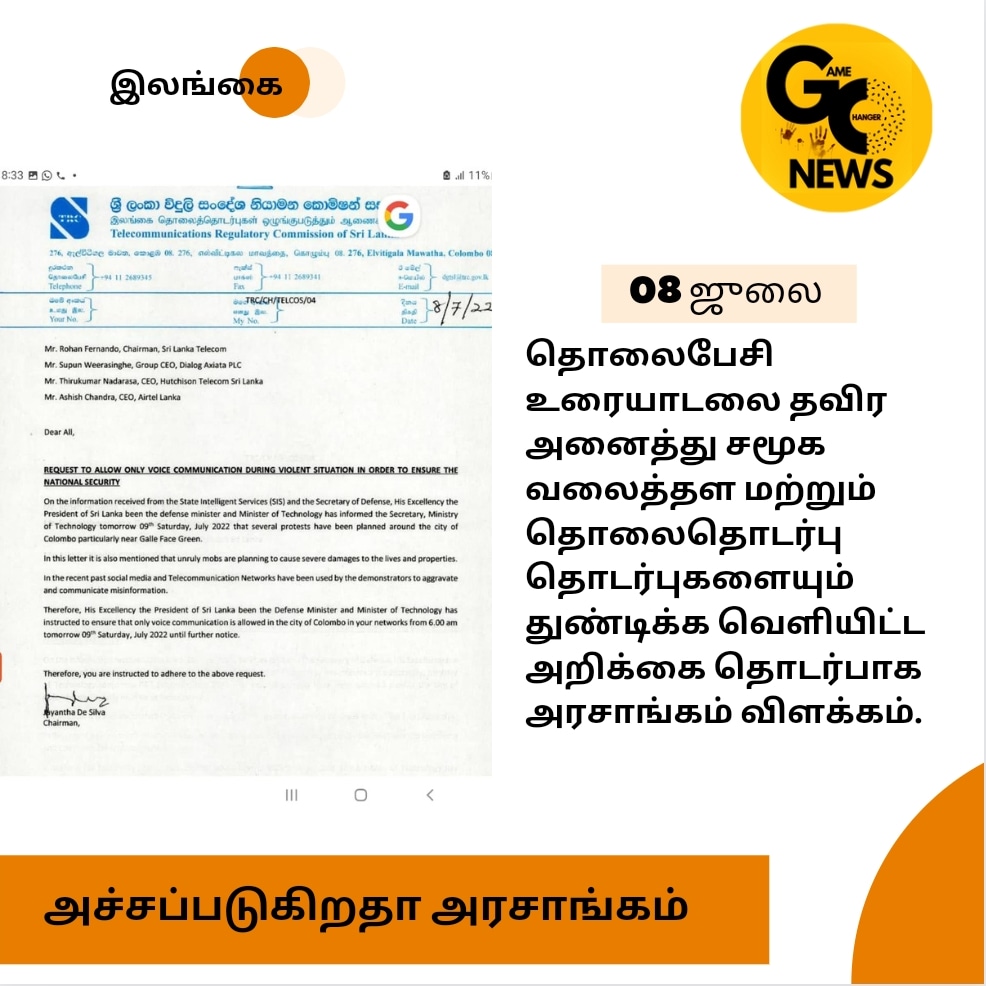 இலங்கை
GAME
CHANGER
NEWS
8:33
11%
TRC
ශ්‍රී ලංකා විදුලි සංදේශ නියාමන කොමිෂන්
இலங்கை தொலைத்தொடர்புகள் ஒழுங்குபடுத்தும்
Telecommunications Regulatory Commission of Sri
276, Elvitigala Mawatha, Colombo
Telephone +94 11 2689345
Fax +94 11 2689341
E-mail
Your No.
TRC/CH/TELCOS/04
My No.
Date 8/7/22
Mr. Rohan Fernando, Chairman, Sri Lanka Telecom
Mr. Supun Weerasinghe, Group CEO, Dialog Axiata PLC
Mr. Thirukumar Nadarasa, CEO, Hutchison Telecom Sri Lanka
Mr. Ashish Chandra, CEO, Airtel Lanka
Dear All,
REQUEST TO ALLOW ONLY VOICE COMMUNICATION DURING VIOLENT SITUATION IN ORDER TO ENSURE THE
NATIONAL SECURITY
On the information received from the State Intelligent Services (SIS) and the Secretary of Defense, His Excellency the
President of Sri Lanka been the defense minister and Minister of Technology has informed the Secretary, Ministry
of Technology tomorrow 09th Saturday, July 2022 that several protests have been planned around the city of
Colombo particularly near Galle Face Green.
In this letter it is also mentioned that unruly mobs are planning to cause severe damages to the lives and properties.
In the recent past social media and Telecommunication Networks have been used by the demonstrators to aggravate
and communicate misinformation.
Therefore, His Excellency the President of Sri Lanka been the Defense Minister and Minister of Technology has
instructed to ensure that only voice communication is allowed in the city of Colombo in your networks from 6.00 am
tomorrow 09th Saturday, July 2022 until further notice.
Therefore, you are instructed to adhere to the above request.
Jayantha De Silva
Chairman,
08 ஜுலை
தொலைபேசி
உரையாடலை தவிர
அனைத்து சமூக
வலைத்தள மற்றும்
தொலைதொடர்பு
தொடர்புகளையும்
துண்டிக்க வெளியிட்ட
அறிக்கை தொடர்பாக
அரசாங்கம் விளக்கம்.
அச்சப்படுகிறதா அரசாங்கம்